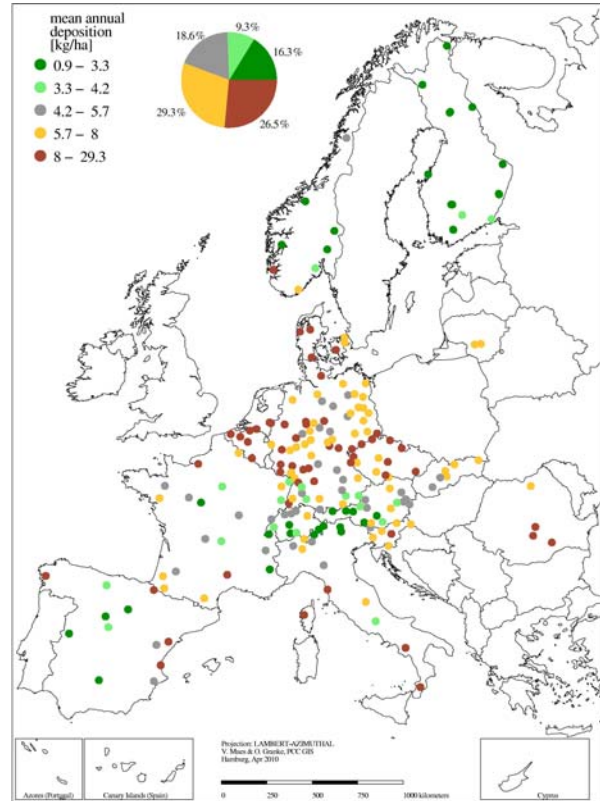 mean annual
deposition
[kg/ha]
0.9 – 3.3
3.3 – 4.2
4.2 – 5.7
5.7 – 8
8 – 29.3
9.3%
18.6%
16.3%
29.3%
26.5%
Projection: LAMBERT-AZIMUTHAL
V. Mues & O. Granke, PCC GIS
Hamburg, Apr 2010
0 250 500 750 1000 kilometers
Azores (Portugal)
Canary Islands (Spain)
Cyprus